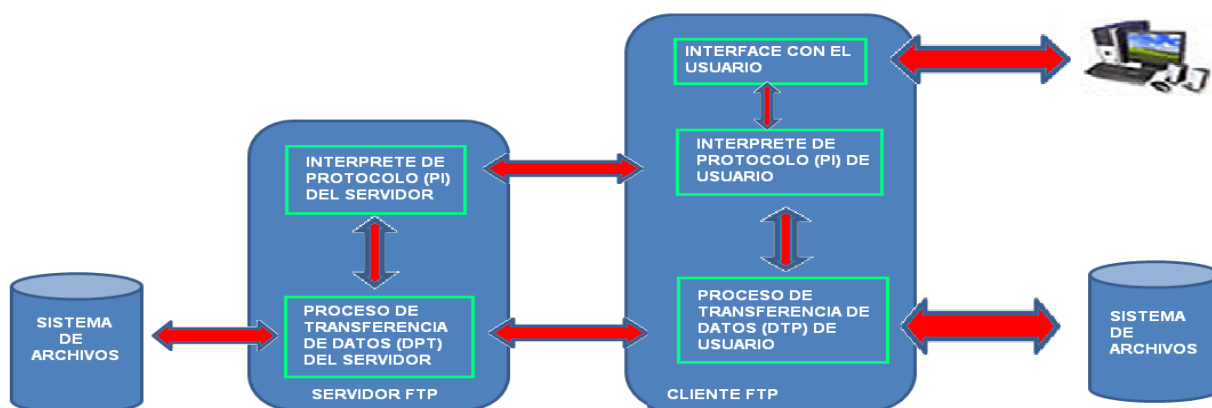 INTERFACE CON EL
USUARIO
INTERPRETE DE
PROTOCOLO (PI)
DEL SERVIDOR
INTERPRETE DE
PROTOCOLO (PI) DE
USUARIO
SISTEMA
DE
ARCHIVOS
PROCESO DE
TRANSFERENCIA
DE DATOS (DPT)
DEL SERVIDOR
SERVIDOR FTP
PROCESO DE
TRANSFERENCIA DE
DATOS (DTP) DE
USUARIO
CLIENTE FTP
SISTEMA
DE
ARCHIVOS